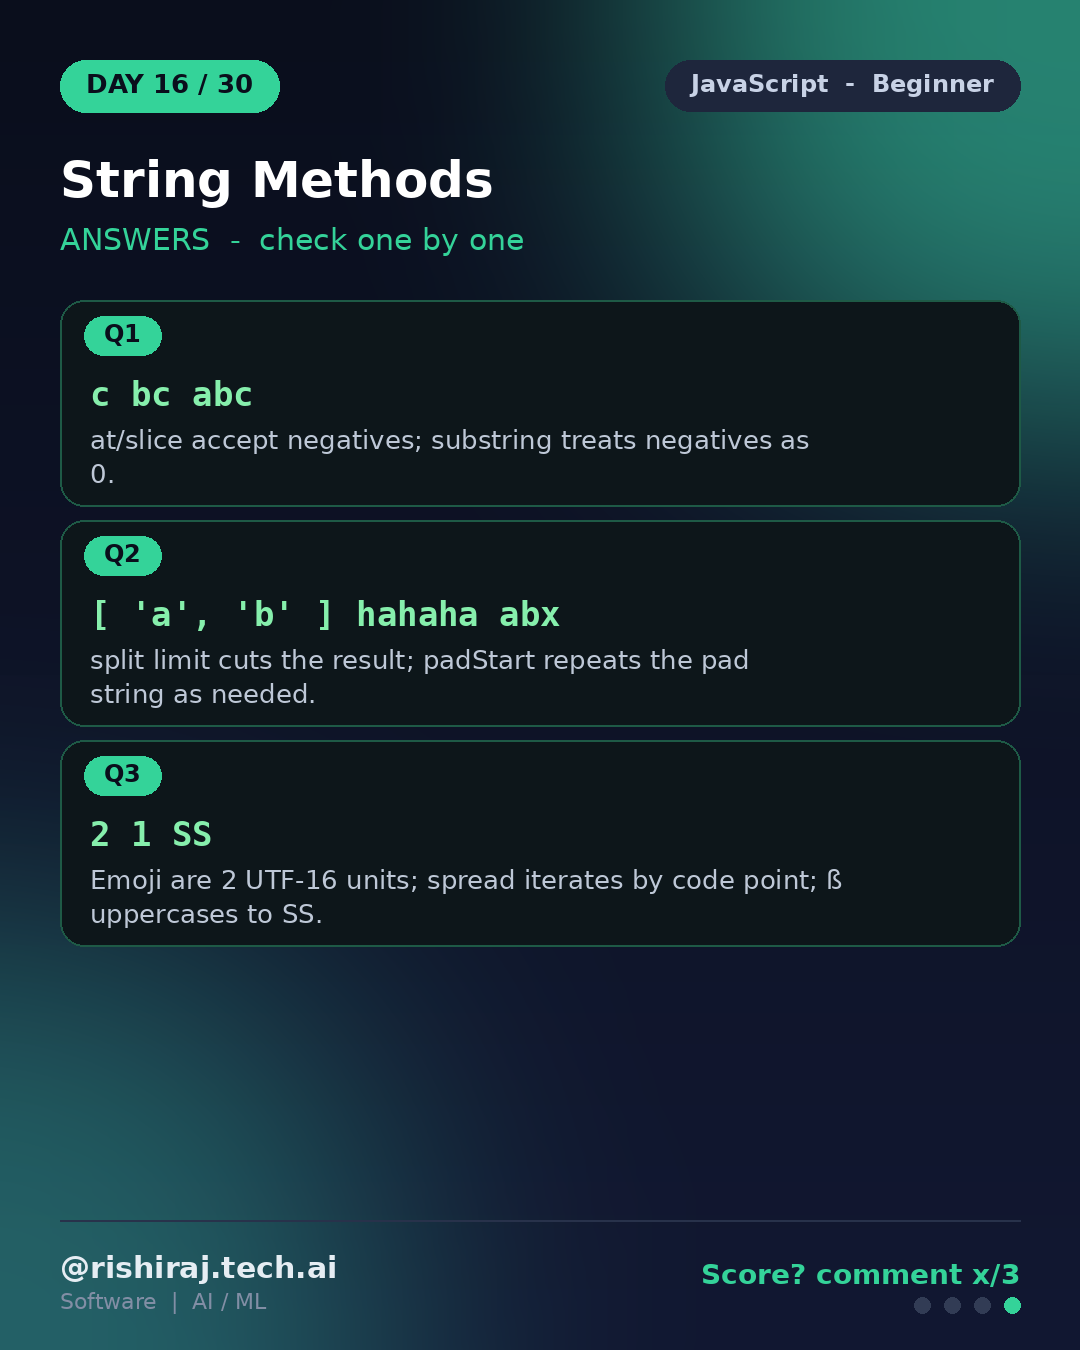 DAY 16 / 30
JavaScript - Beginner
String Methods
ANSWERS - check one by one
Q1
c bc abc
at/slice accept negatives; substring treats negatives as
0.
Q2
[ 'a', 'b' ] hahaha abx
split limit cuts the result; padStart repeats the pad
string as needed.
Q3
2 1 SS
Emoji are 2 UTF-16 units; spread iterates by code point; ß
uppercases to SS.
@rishiraj.tech.ai
Software | AI / ML
Score? comment x/3